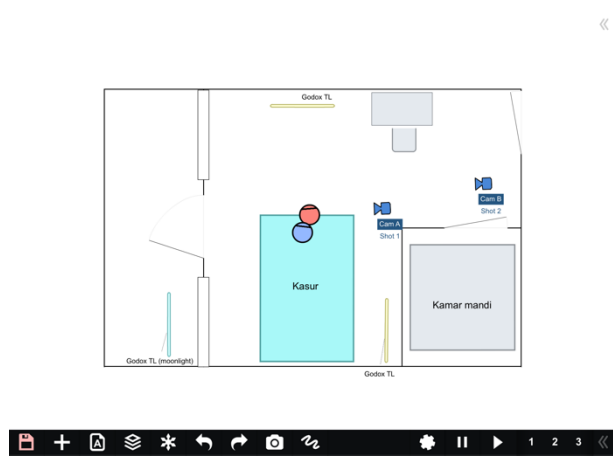 Godox TL
Cam B
Shot 2
Cam A
Shot 1
Kasur
Kamar mandi
Godox TL (moonlight)
Godox TL
A
1 2 3